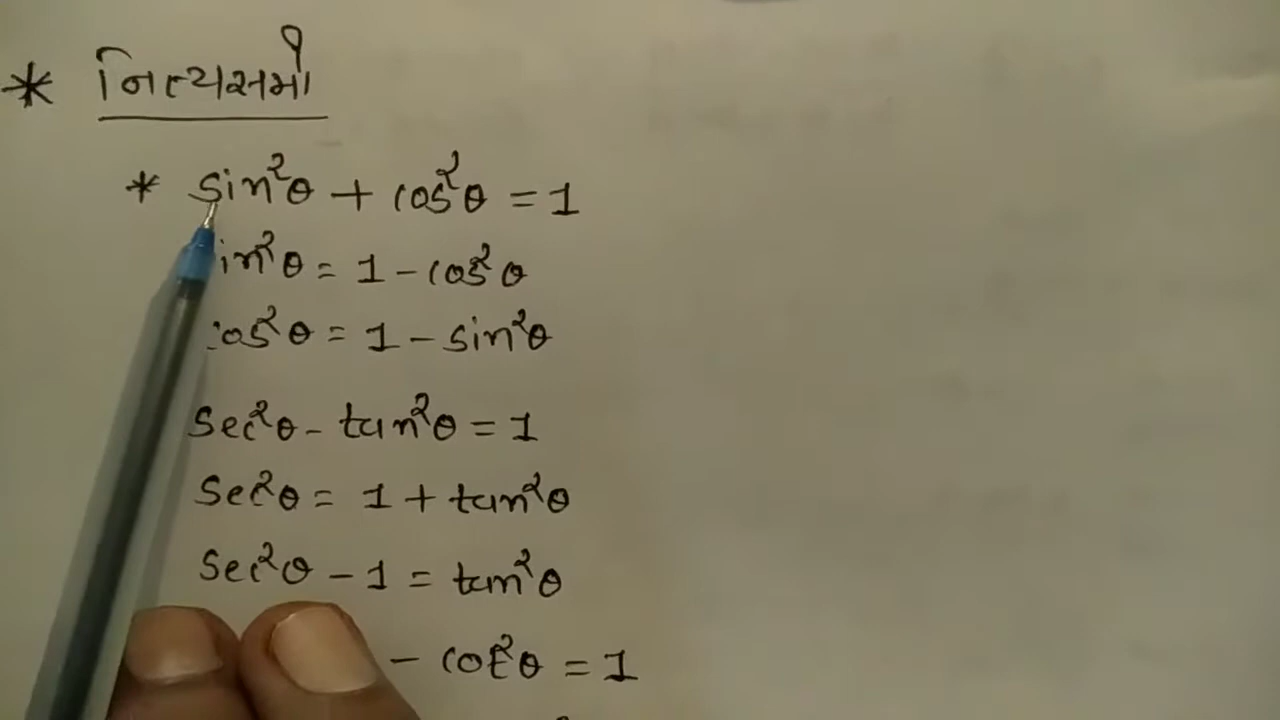 * નિત્યસમો
* sin²θ + cos²θ = 1
in²θ = 1 - cos²θ
cos²θ = 1 - sin²θ
sec²θ - tan²θ = 1
sec²θ = 1 + tan²θ
sec²θ - 1 = tan²θ
- cot²θ = 1